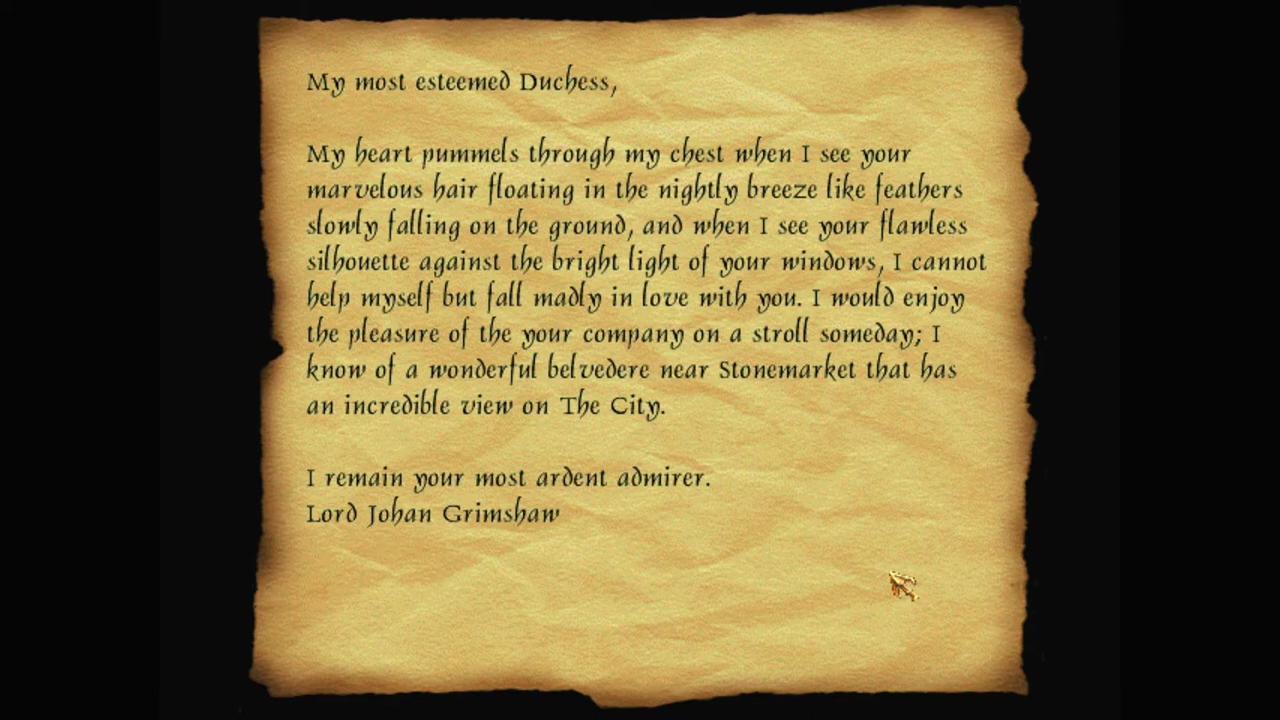 My most esteemed Duchess,
My heart pummels through my chest when I see your
marvelous hair floating in the nightly breeze like feathers
slowly falling on the ground, and when I see your flawless
silhouette against the bright light of your windows, I cannot
help myself but fall madly in love with you. I would enjoy
the pleasure of the your company on a stroll someday; I
know of a wonderful belvedere near Stonemarket that has
an incredible view on The City.
I remain your most ardent admirer.
Lord Johan Grimshaw